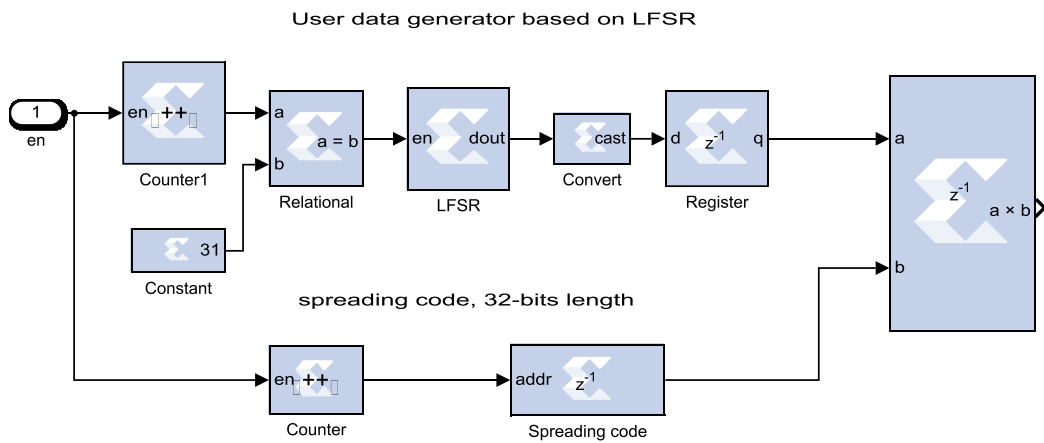 User data generator based on LFSR
1
en
en
++
Counter1
a
b
a = b
Relational
31
Constant
en
dout
LFSR
cast
Convert
d
z-1
q
Register
a
b
z-1
a × b
spreading code, 32-bits length
en
++
Counter
addr
z-1
Spreading code